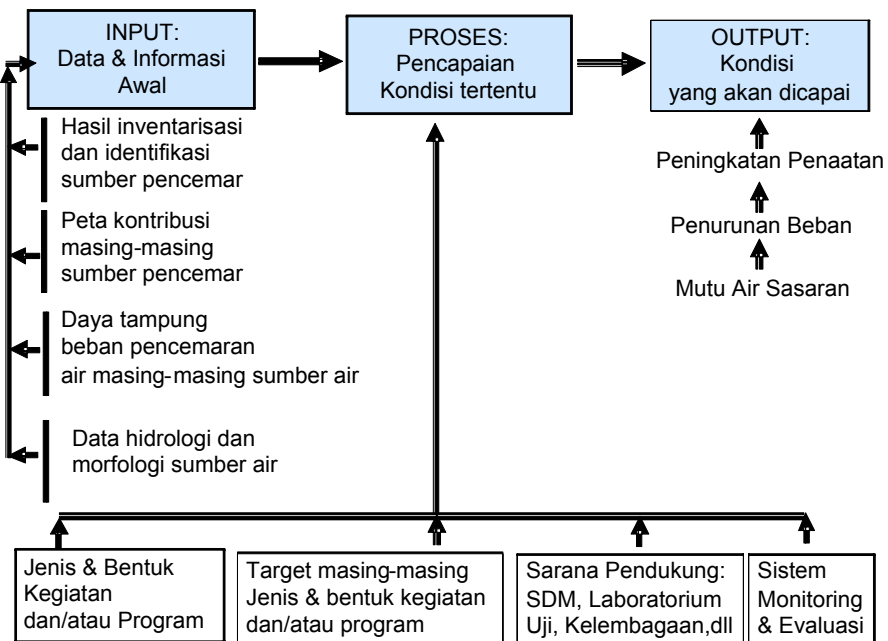 INPUT:
Data & Informasi
Awal
PROSES:
Pencapaian
Kondisi tertentu
OUTPUT:
Kondisi
yang akan dicapai
Hasil inventarisasi
dan identifikasi
sumber pencemar
Peta kontribusi
masing-masing
sumber pencemar
Daya tampung
beban pencemaran
air masing-masing sumber air
Data hidrologi dan
morfologi sumber air
Peningkatan Penaatan
Penurunan Beban
Mutu Air Sasaran
Jenis & Bentuk
Kegiatan
dan/atau Program
Target masing-masing
Jenis & bentuk kegiatan
dan/atau program
Sarana Pendukung:
SDM, Laboratorium
Uji, Kelembagaan,dll
Sistem
Monitoring
& Evaluasi